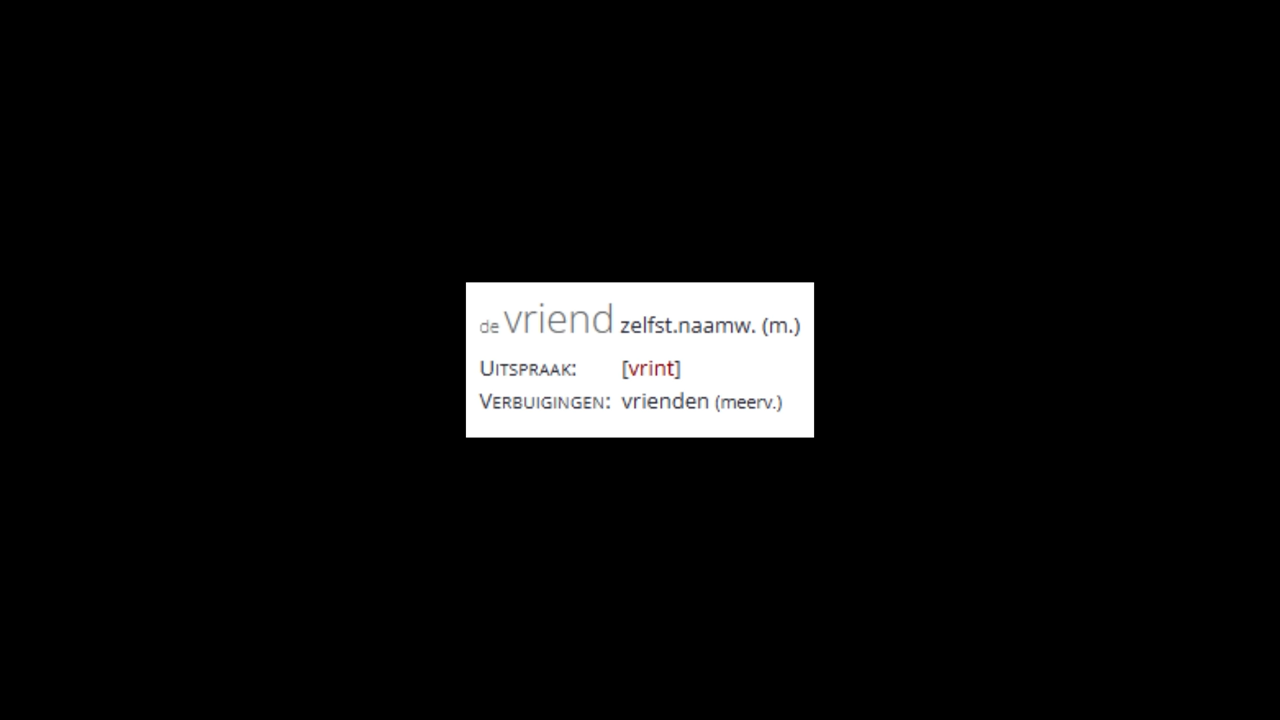 de vriend zelfst.naamw. (m.)
UITSPRAAK: [vrint]
VERBUIGINGEN: vrienden (meerv.)